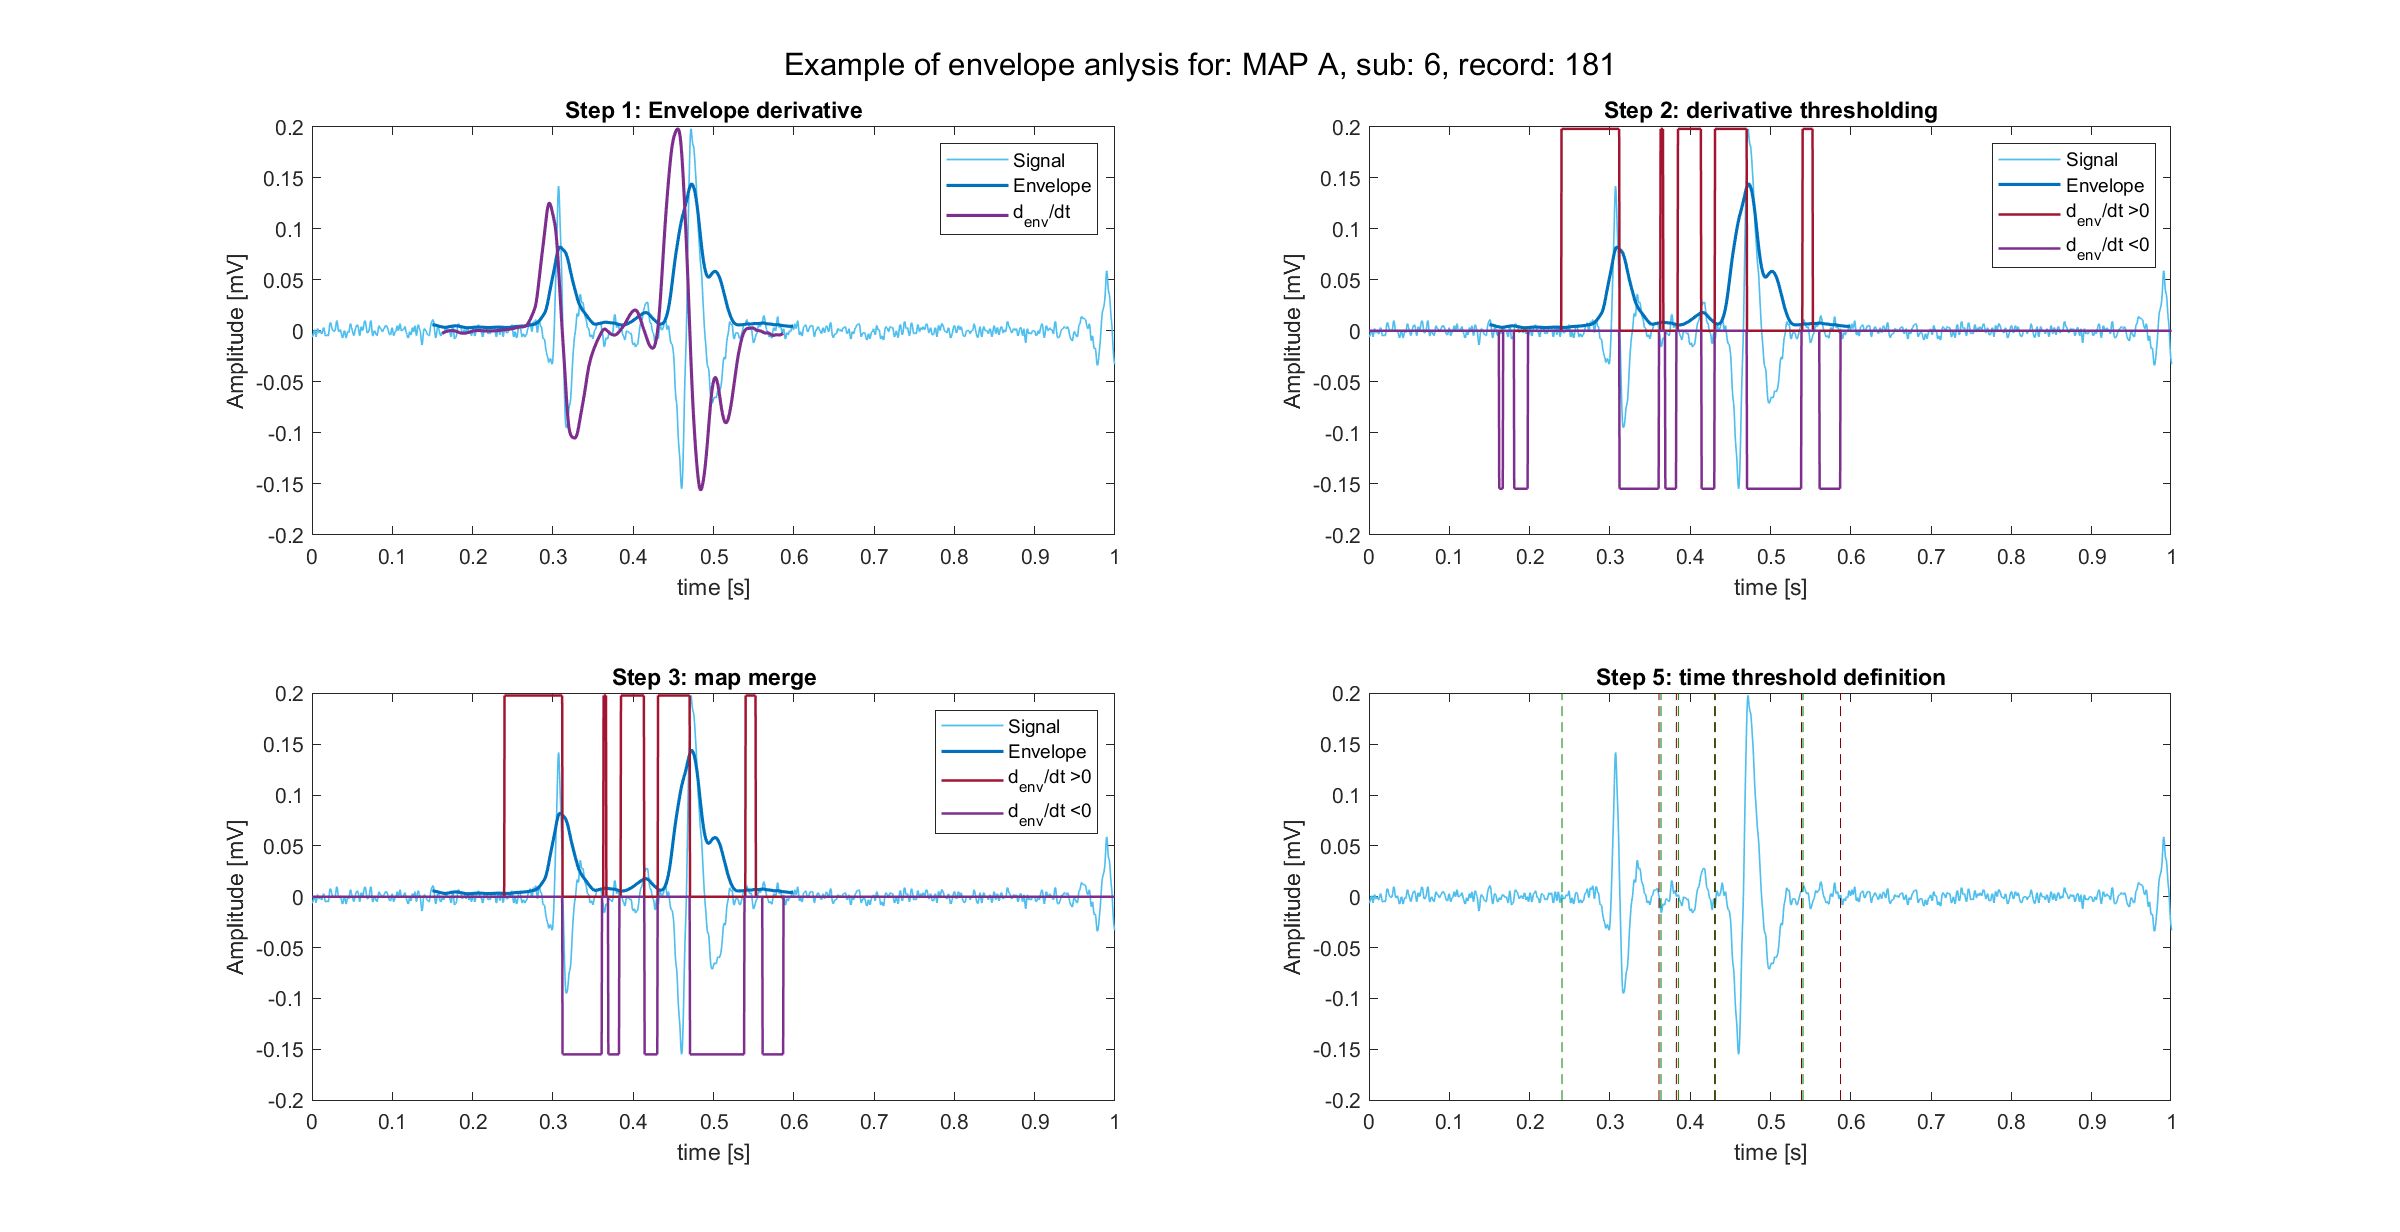 Example of envelope anlysis for: MAP A, sub: 6, record: 181
Step 1: Envelope derivative
0.2
0.15
0.1
0.05
0
-0.05
-0.1
-0.15
-0.2
Amplitude [mV]
0 0.1 0.2 0.3 0.4 0.5 0.6 0.7 0.8 0.9 1
time [s]
Signal
Envelope
d_env/dt
Step 2: derivative thresholding
0.2
0.15
0.1
0.05
0
-0.05
-0.1
-0.15
-0.2
Amplitude [mV]
0 0.1 0.2 0.3 0.4 0.5 0.6 0.7 0.8 0.9 1
time [s]
Signal
Envelope
d_env/dt >0
d_env/dt <0
Step 3: map merge
0.2
0.15
0.1
0.05
0
-0.05
-0.1
-0.15
-0.2
Amplitude [mV]
0 0.1 0.2 0.3 0.4 0.5 0.6 0.7 0.8 0.9 1
time [s]
Signal
Envelope
d_env/dt >0
d_env/dt <0
Step 5: time threshold definition
0.2
0.15
0.1
0.05
0
-0.05
-0.1
-0.15
-0.2
Amplitude [mV]
0 0.1 0.2 0.3 0.4 0.5 0.6 0.7 0.8 0.9 1
time [s]